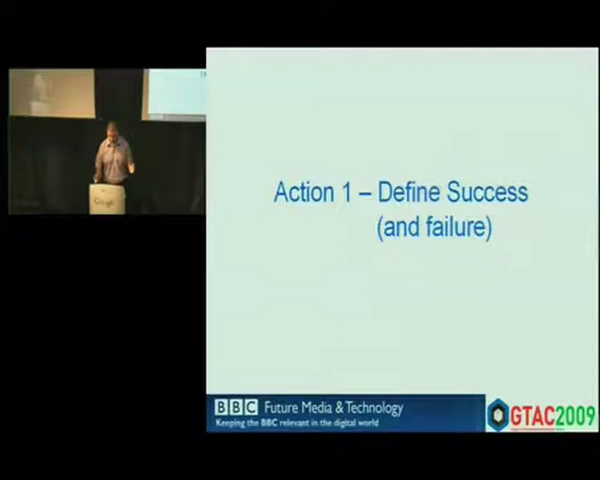 Google
Action 1 – Define Success
(and failure)
BBC Future Media & Technology
Keeping the BBC relevant in the digital world
GTAC2009